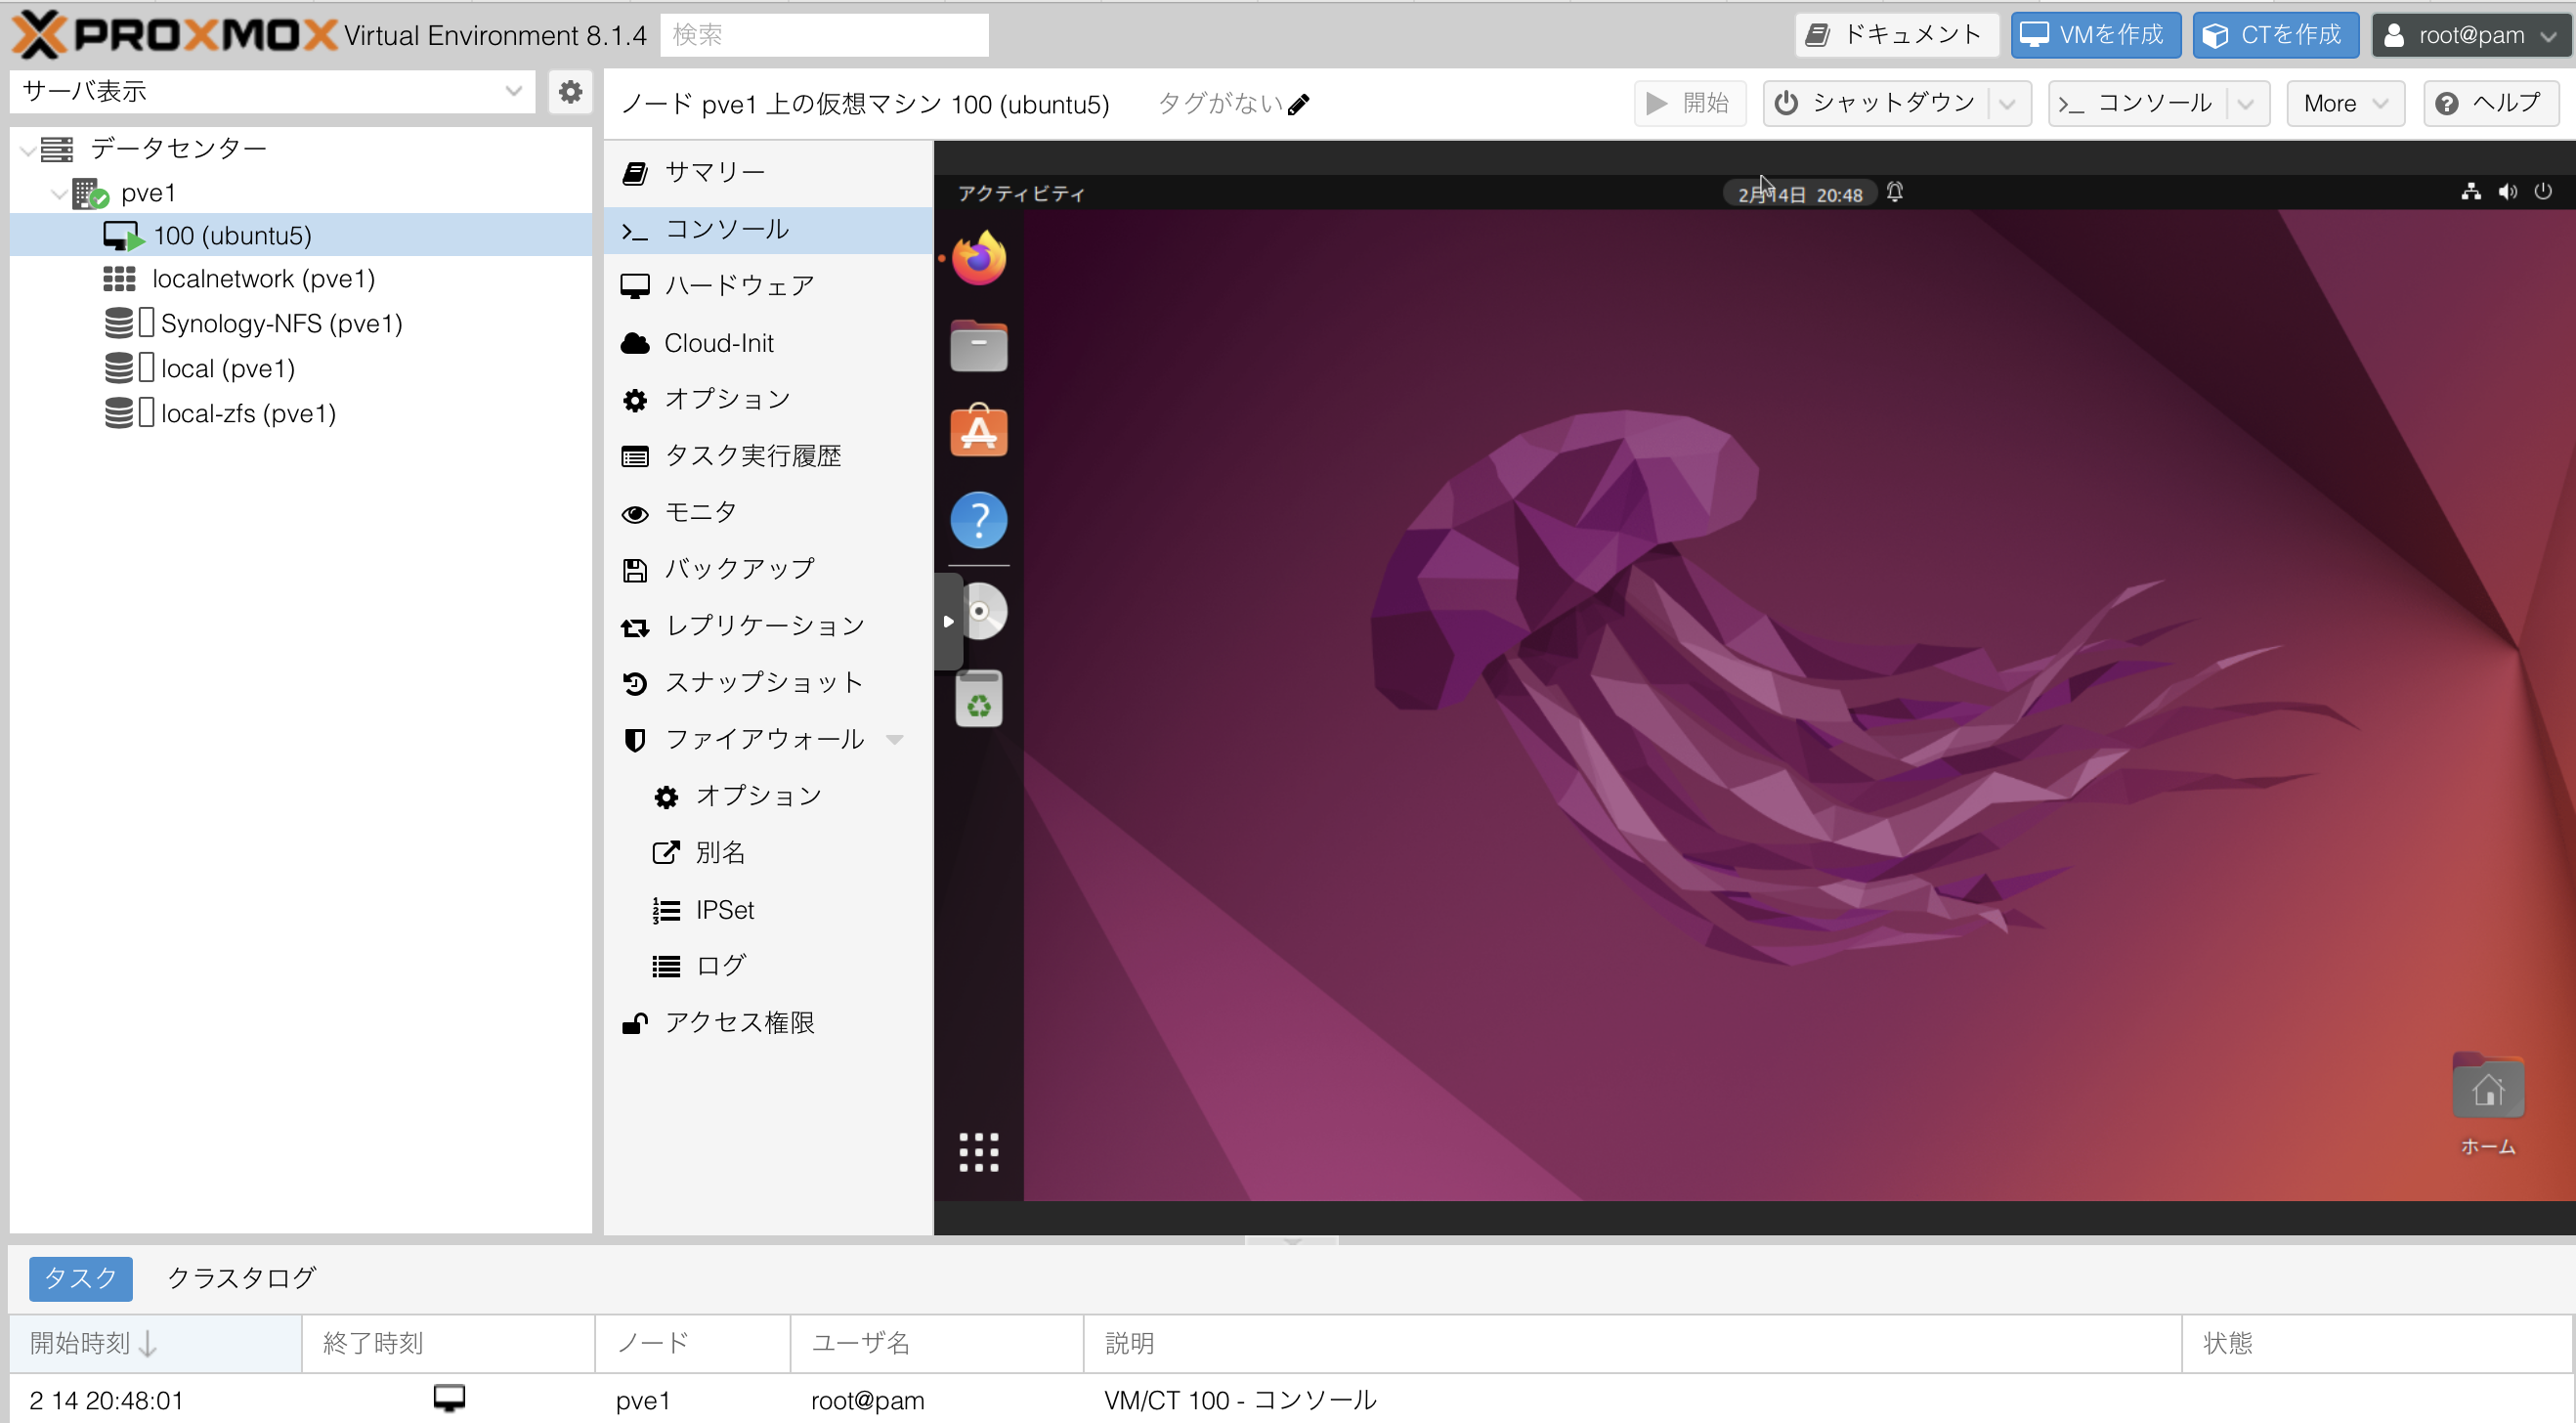 PROXMOX Virtual Environment 8.1.4 検索 ドキュメント VMを作成 CTを作成 root@pam
サーバ表示
データセンター
pve1
100 (ubuntu5)
localnetwork (pve1)
Synology-NFS (pve1)
local (pve1)
local-zfs (pve1)
ノード pve1 上の仮想マシン 100 (ubuntu5) タグがない 開始 シャットダウン コンソール More ヘルプ
サマリー
コンソール
ハードウェア
Cloud-Init
オプション
タスク実行履歴
モニタ
バックアップ
レプリケーション
スナップショット
ファイアウォール
オプション
別名
IPSet
ログ
アクセス権限
アクティビティ 2月14日 20:48
ホーム
タスク クラスタログ
開始時刻 終了時刻 ノード ユーザ名 説明 状態
2 14 20:48:01 pve1 root@pam VM/CT 100 - コンソール